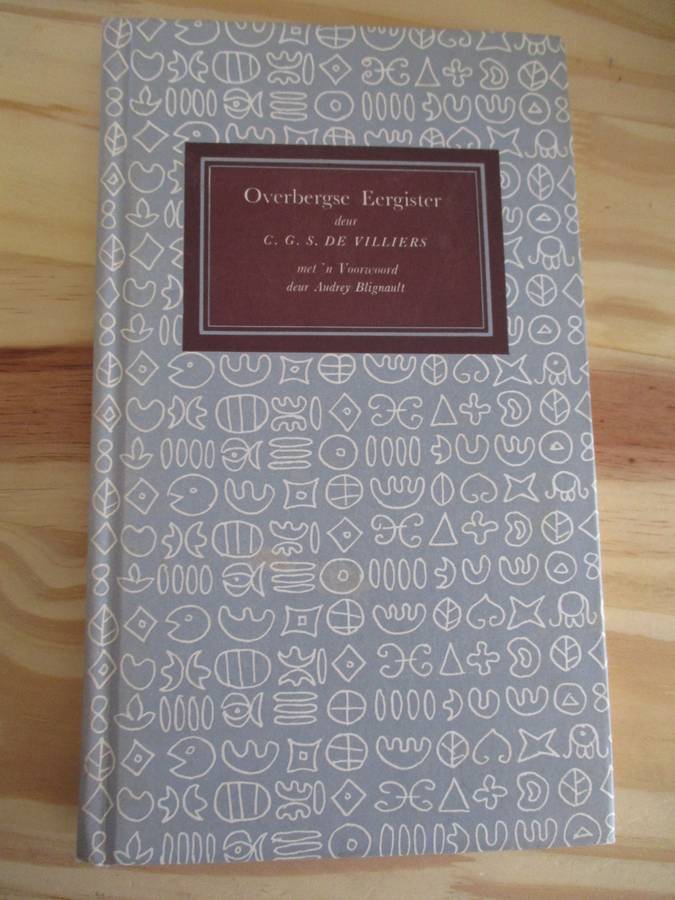 Overbergse Eergister
deur
C. G. S. DE VILLIERS
met 'n Voorwoord
deur Audrey Blignault